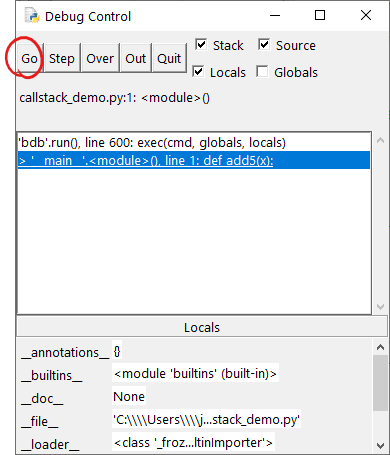 Debug Control
Go Step Over Out Quit Stack Source
Locals Globals
callstack_demo.py:1: <module>()
'bdb'.run(), line 600: exec(cmd, globals, locals)
> '__main__'.<module>(), line 1: def add5(x):
Locals
__annotations__ {}
__builtins__ <module 'builtins' (built-in)>
__doc__ None
__file__ 'C:\\\\Users\\\\j...stack_demo.py'
__loader__ <class '_froz...ltinImporter'>